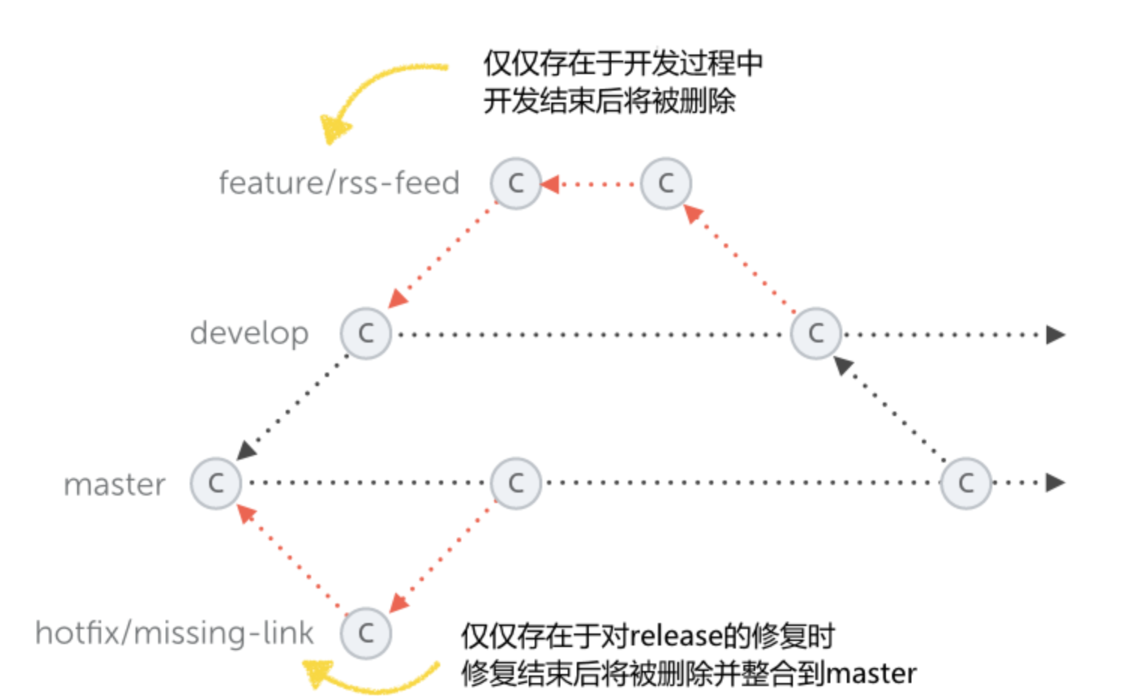 仅仅存在于开发过程中
开发结束后将被删除
feature/rss-feed
C
C
develop
C
C
master
C
C
C
hotfix/missing-link
C
仅仅存在于对release的修复时
修复结束后将被删除并整合到master